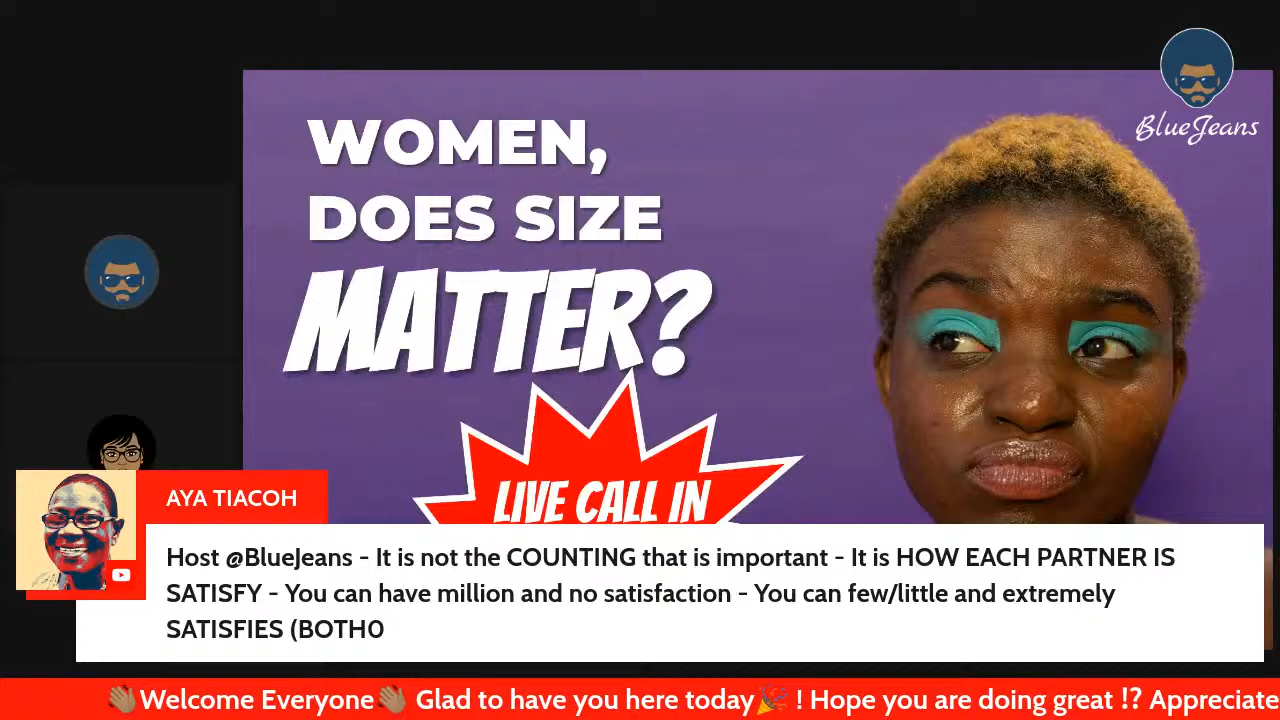 BlueJeans
WOMEN,
DOES SIZE
MATTER?
LIVE CALL IN
AYA TIACOH
Host @BlueJeans - It is not the COUNTING that is important - It is HOW EACH PARTNER IS
SATISFY - You can have million and no satisfaction - You can few/little and extremely
SATISFIES (BOTH0
👋🏽Welcome Everyone👋🏽 Glad to have you here today🎉 ! Hope you are doing great ⁉ Appreciate